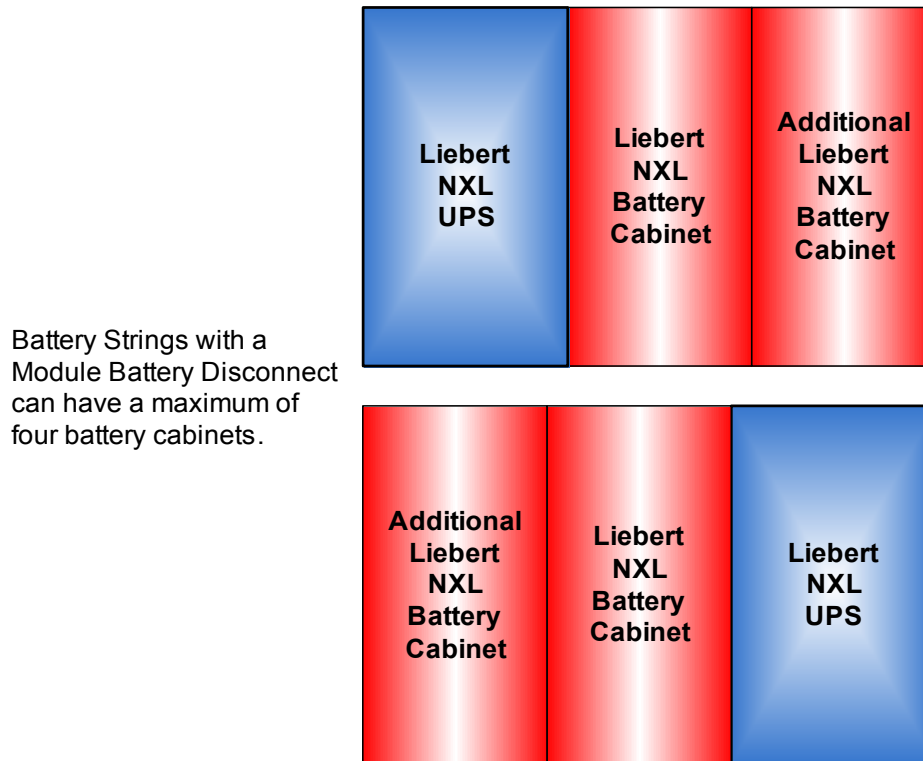 Liebert
NXL
UPS
Liebert
NXL
Battery
Cabinet
Additional
Liebert
NXL
Battery
Cabinet
Battery Strings with a
Module Battery Disconnect
can have a maximum of
four battery cabinets.
Additional
Liebert
NXL
Battery
Cabinet
Liebert
NXL
Battery
Cabinet
Liebert
NXL
UPS